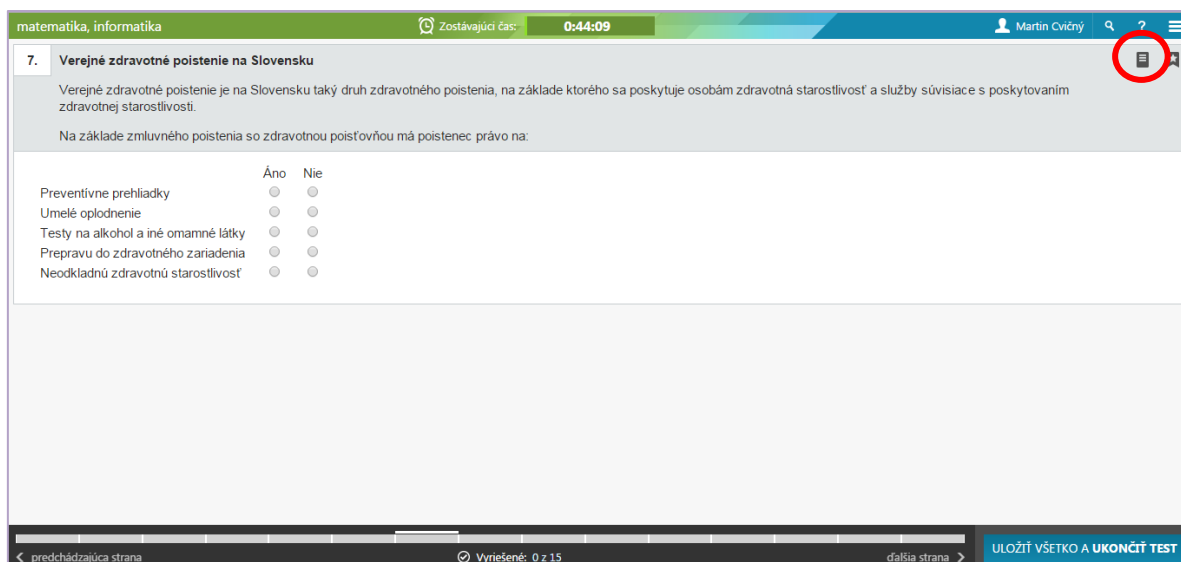 matematika, informatika
Zostávajúci čas: 0:44:09
Martin Cvičný ?
7. Verejné zdravotné poistenie na Slovensku
Verejné zdravotné poistenie je na Slovensku taký druh zdravotného poistenia, na základe ktorého sa poskytuje osobám zdravotná starostlivosť a služby súvisiace s poskytovaním
zdravotnej starostlivosti.
Na základe zmluvného poistenia so zdravotnou poisťovňou má poistenec právo na:
Áno Nie
Preventívne prehliadky
Umelé oplodnenie
Testy na alkohol a iné omamné látky
Prepravu do zdravotného zariadenia
Neodkladnú zdravotnú starostlivosť
predchádzajúca strana
Vyriešené: 0 z 15
ďalšia strana
ULOŽIŤ VŠETKO A UKONČIŤ TEST